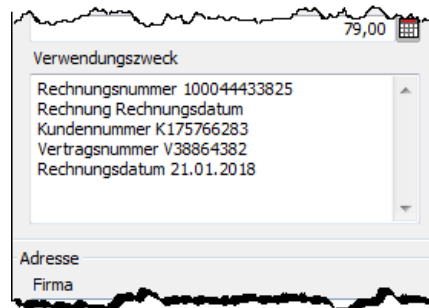 79,00
Verwendungszweck
Rechnungsnummer 100044433825
Rechnung Rechnungsdatum
Kundennummer K175766283
Vertragsnummer V38864382
Rechnungsdatum 21.01.2018
Adresse
Firma